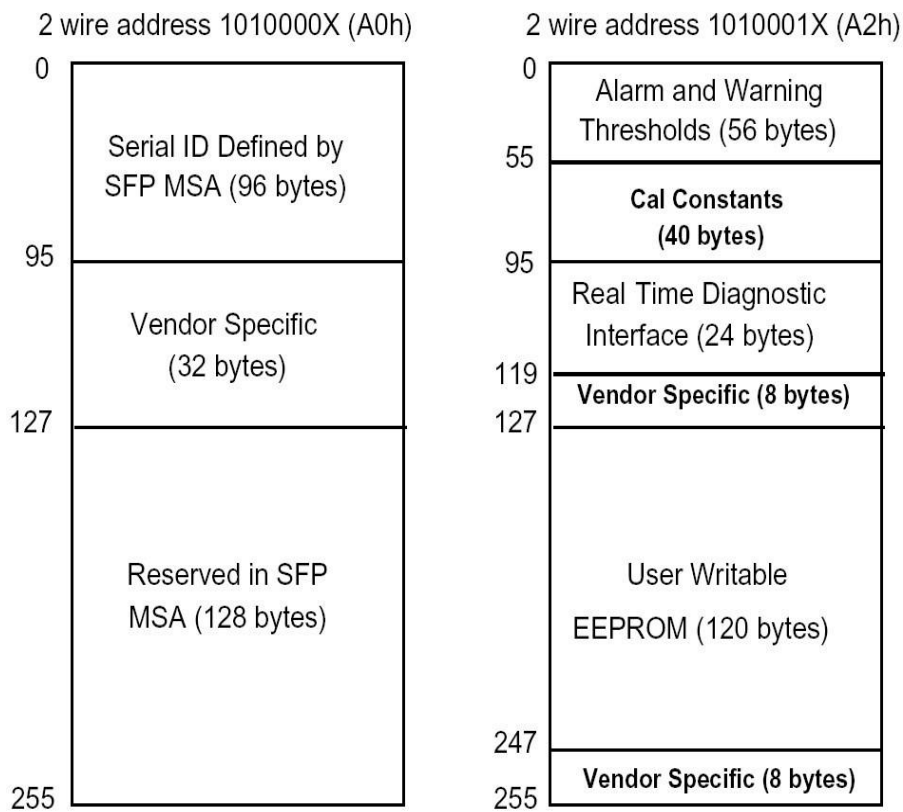 2 wire address 1010000X (A0h)
0
Serial ID Defined by
SFP MSA (96 bytes)
95
Vendor Specific
(32 bytes)
127
Reserved in SFP
MSA (128 bytes)
255
2 wire address 1010001X (A2h)
0
Alarm and Warning
Thresholds (56 bytes)
55
Cal Constants
(40 bytes)
95
Real Time Diagnostic
Interface (24 bytes)
119
Vendor Specific (8 bytes)
127
User Writable
EEPROM (120 bytes)
247
Vendor Specific (8 bytes)
255